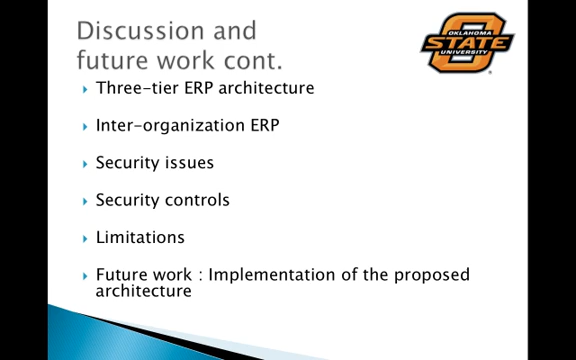 Discussion and
future work cont.
OKLAHOMA
STATE
UNIVERSITY
Three-tier ERP architecture
Inter-organization ERP
Security issues
Security controls
Limitations
Future work : Implementation of the proposed
architecture